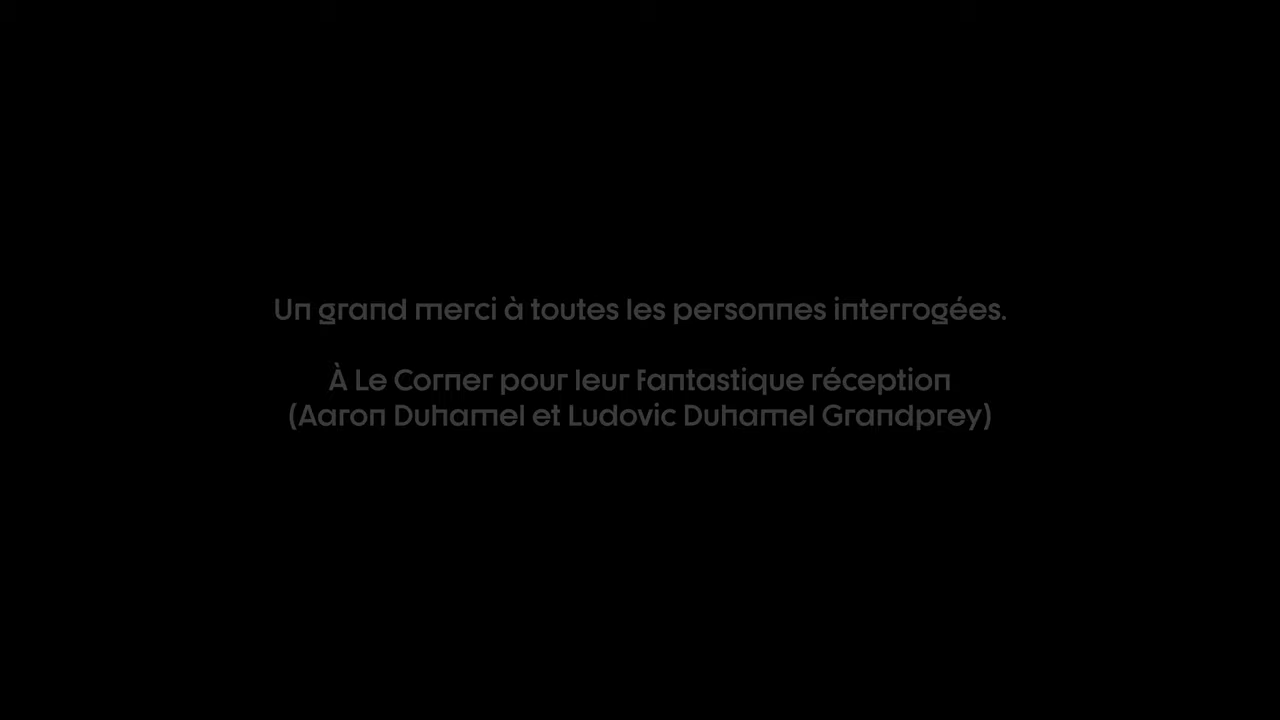 Un grand merci à toutes les personnes interrogées.
À Le Corner pour leur fantastique réception
(Aaron Duhamel et Ludovic Duhamel Grandprey)